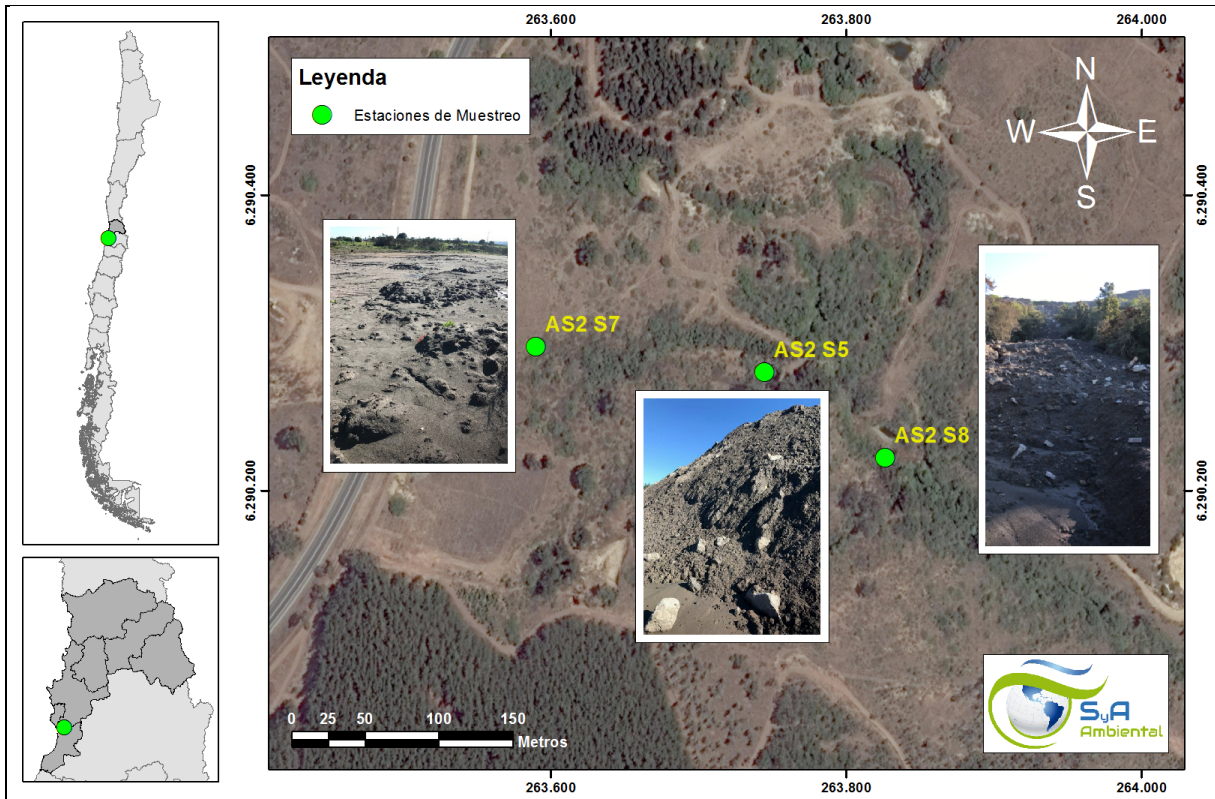 263.600
263.800
264.000
Leyenda
Estaciones de Muestreo
N
W
E
S
6.290.400
6.290.400
AS2 S7
AS2 S5
AS2 S8
6.290.200
6.290.200
0 25 50 100 150
Metros
SyA
Ambiental
263.600
263.800
264.000